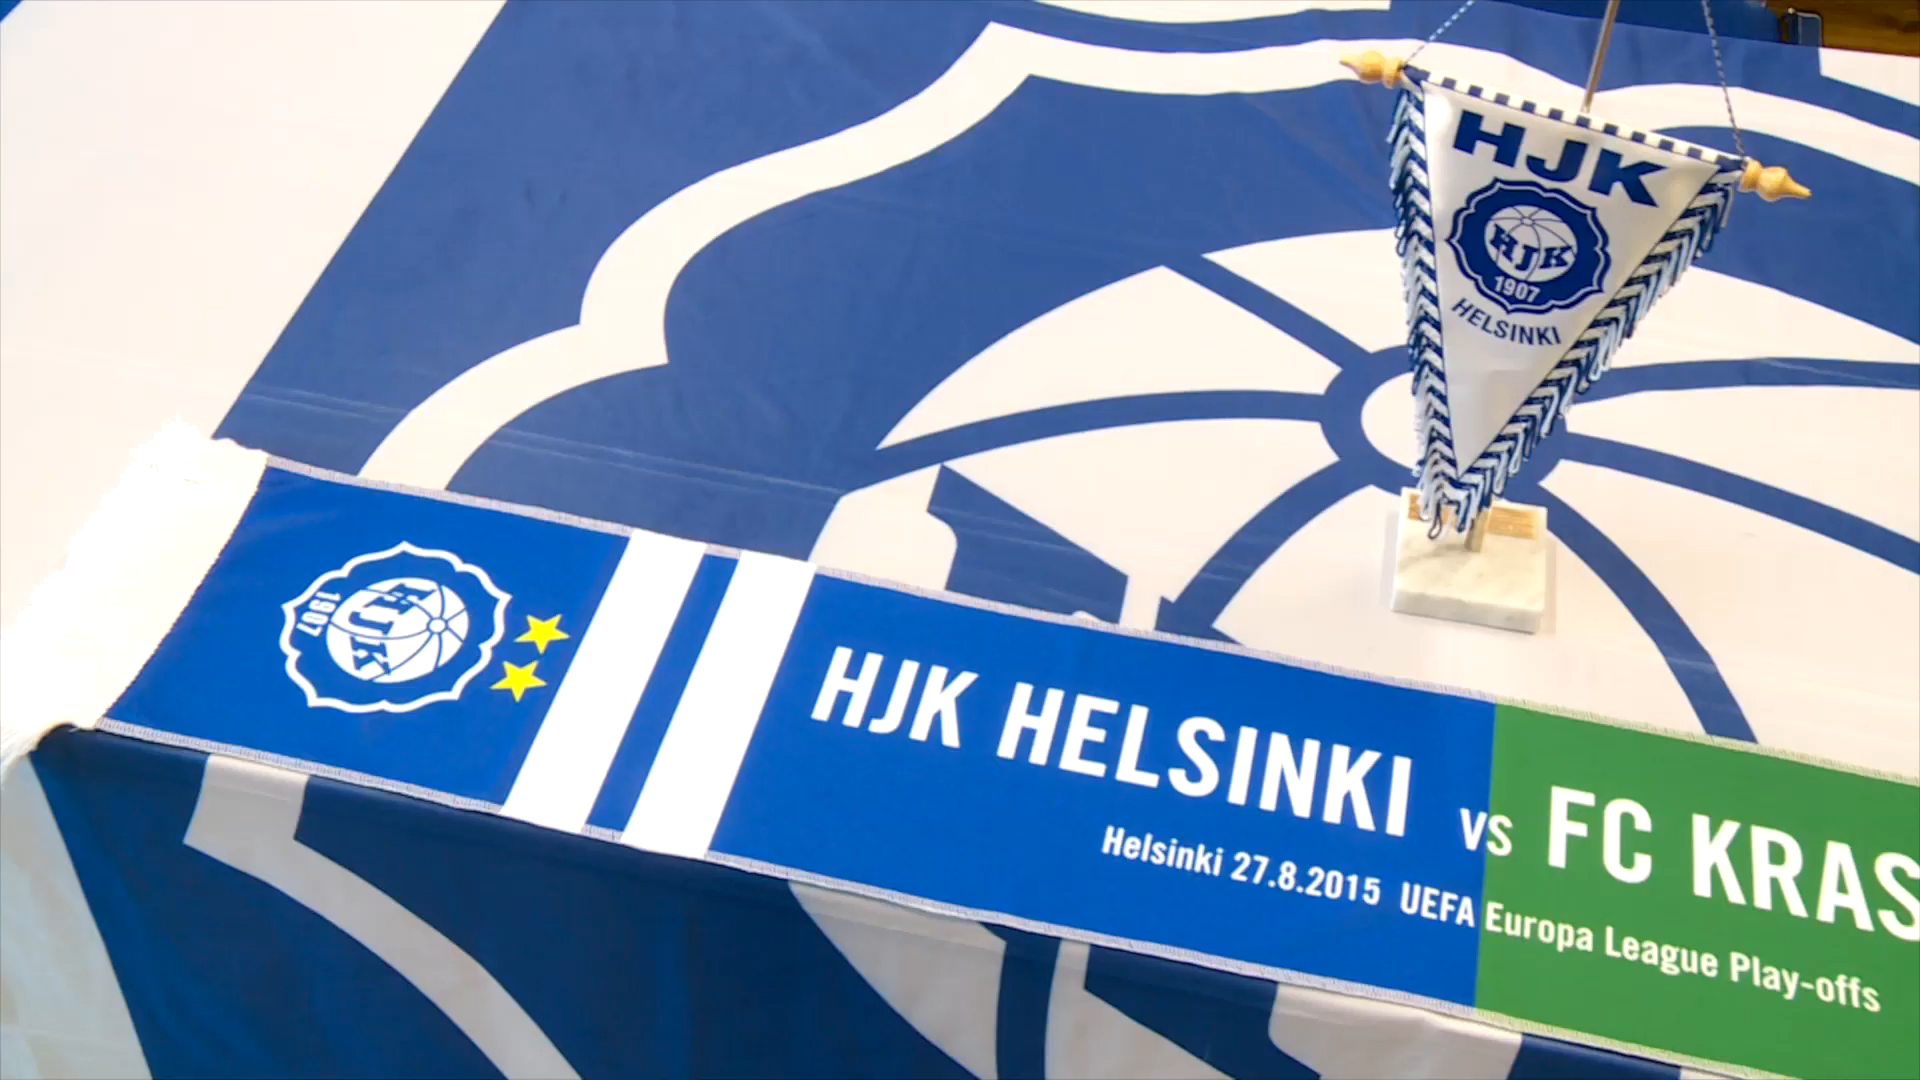 HJK
HJK
1907
HELSINKI
HJK
1907
HJK HELSINKI vs FC KRAS
Helsinki 27.8.2015 UEFA Europa League Play-offs